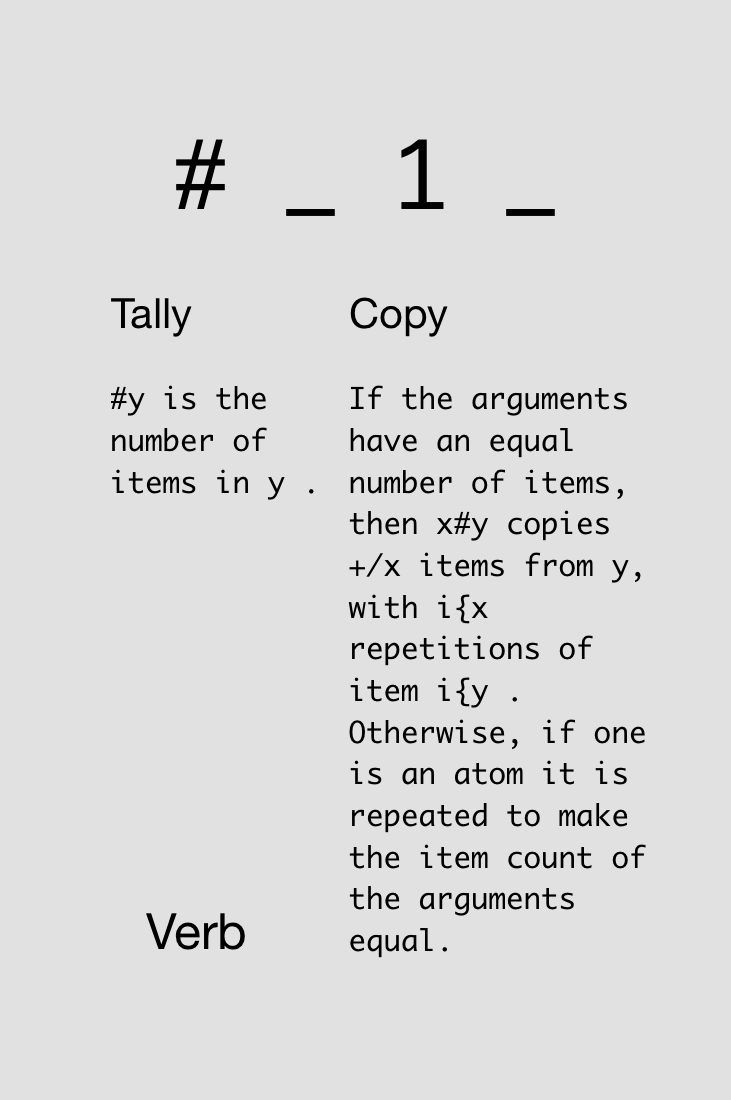 # _ 1 _
Tally
#y is the
number of
items in y .
Copy
If the arguments
have an equal
number of items,
then x#y copies
+/x items from y,
with i{x
repetitions of
item i{y .
Otherwise, if one
is an atom it is
repeated to make
the item count of
the arguments
equal.
Verb